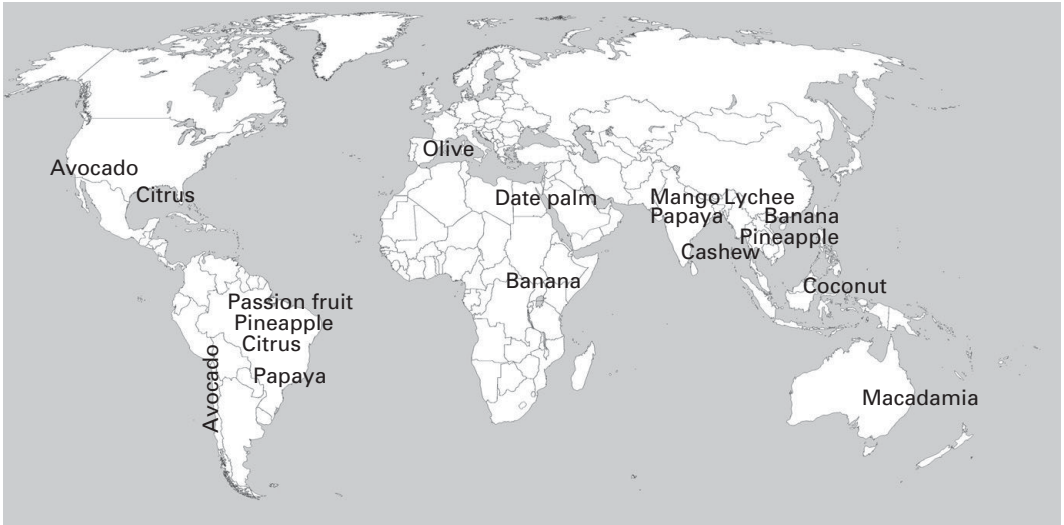 Olive
Avocado
Citrus
Date palm
Mango Lychee
Papaya Banana
Pineapple
Cashew
Banana
Coconut
Passion fruit
Pineapple
Citrus
Avocado
Papaya
Macadamia